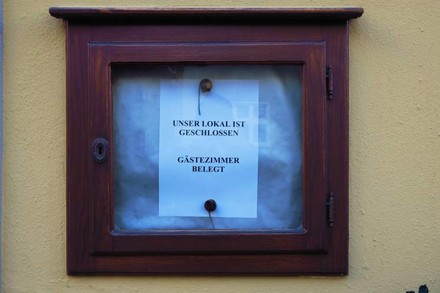 UNSER LOKAL IST
GESCHLOSSEN
GÄSTEZIMMER
BELEGT